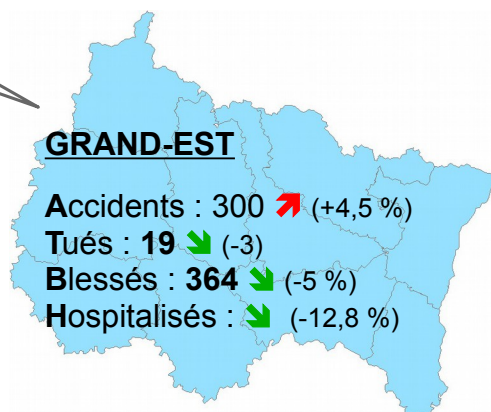 GRAND-EST
Accidents : 300 (+4,5 %)
Tués : 19 (-3)
Blessés : 364 (-5 %)
Hospitalisés : (-12,8 %)